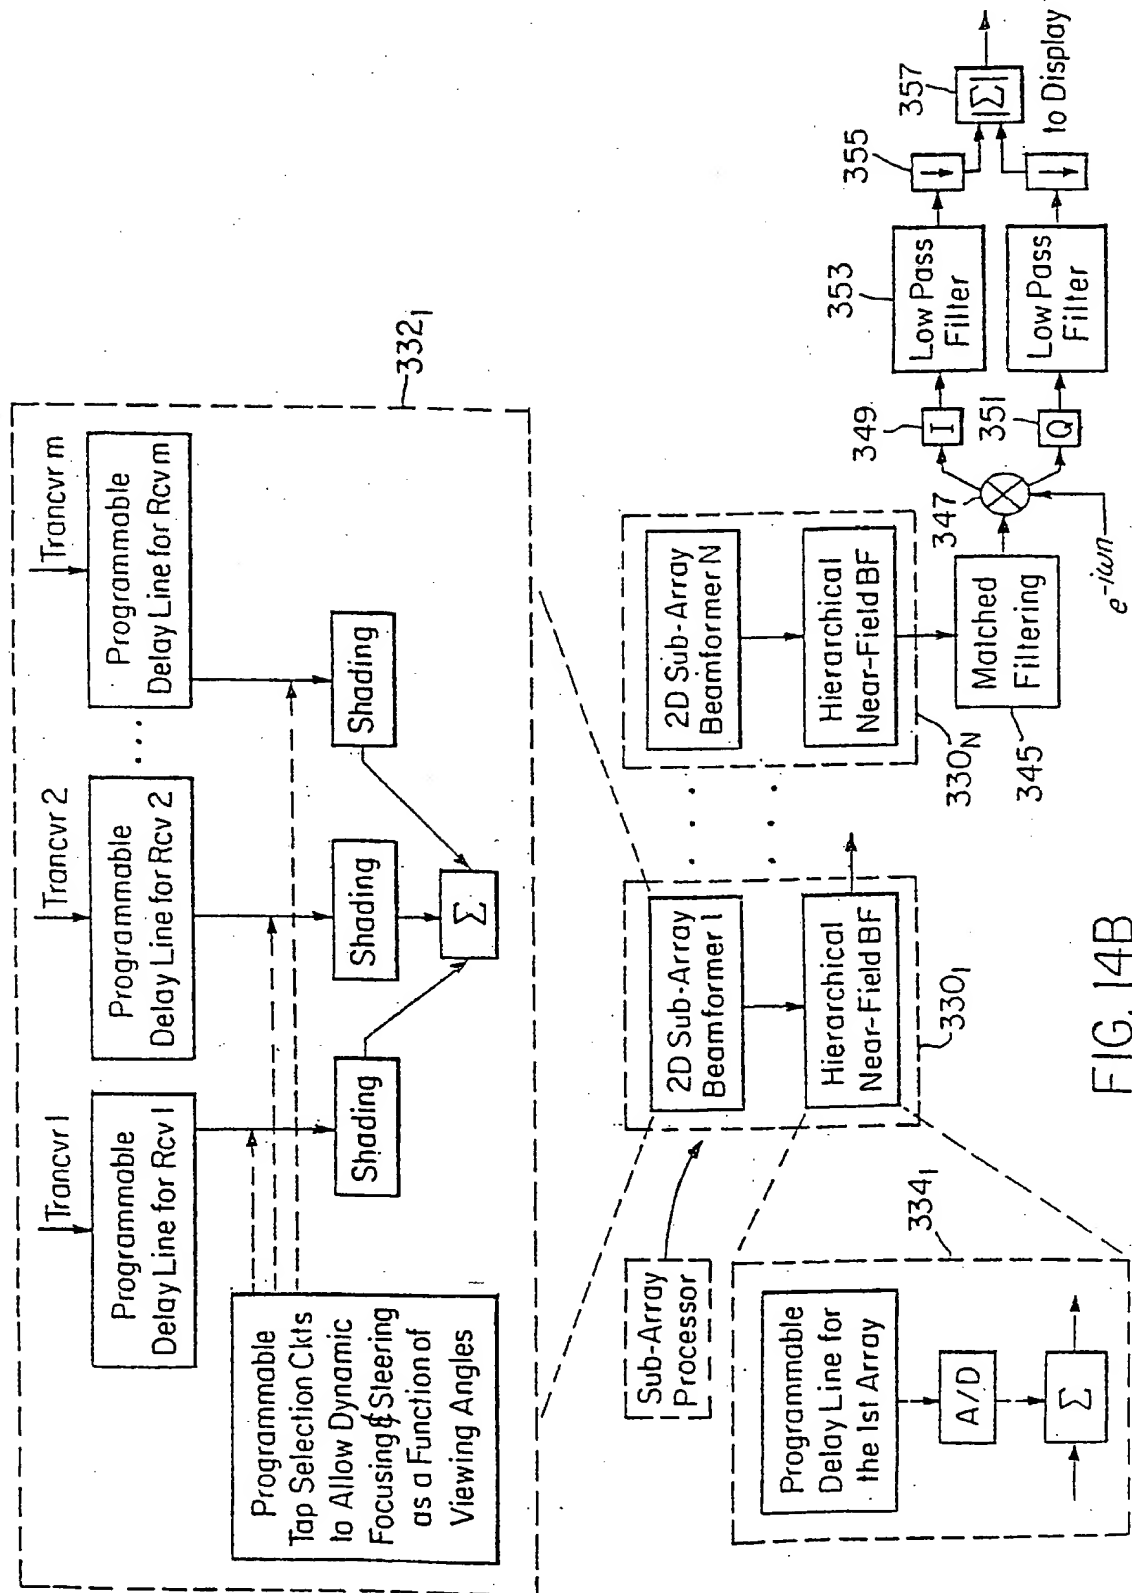 Trancvr 1
Programmable
Delay Line for Rcv 1
Trancvr 2
Programmable
Delay Line for Rcv 2
...
Trancvr m
Programmable
Delay Line for Rcv m
332₁
Programmable
Tap Selection Ckts
to Allow Dynamic
Focusing & Steering
as a Function of
Viewing Angles
Shading
Shading
Shading
Σ
Sub-Array
Processor
2D Sub-Array
Beamformer 1
Hierarchical
Near-Field BF
330₁
. . .
. . .
2D Sub-Array
Beamformer N
Hierarchical
Near-Field BF
330N
Programmable
Delay Line for
the 1st Array
A/D
Σ
334₁
Matched
Filtering
345
347
e-iωn
349
I
351
Q
353
Low Pass
Filter
Low Pass
Filter
355
357
|Σ|
to Display
FIG. 14B